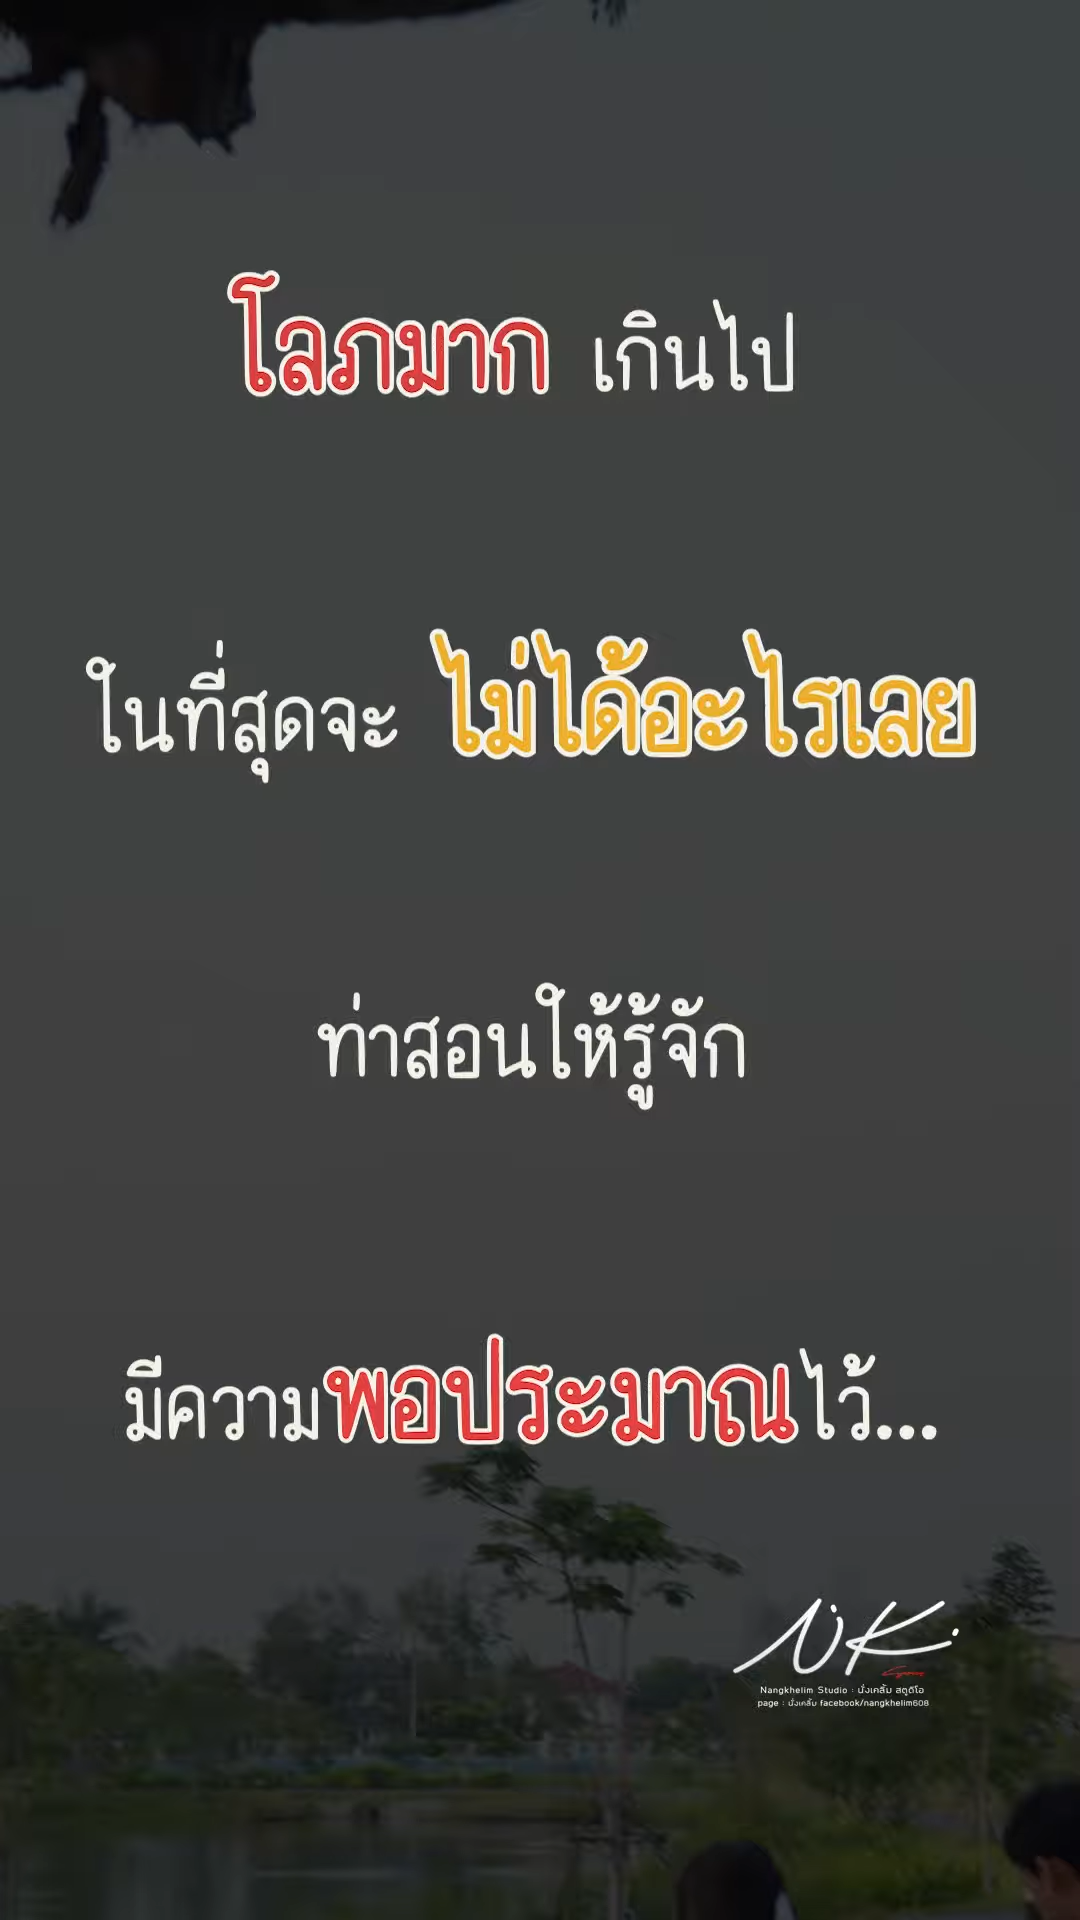 โลภมาก เกินไป
ในที่สุดจะ ไม่ได้อะไรเลย
ท่าสอนให้รู้จัก
มีความพอประมาณไว้...
NK.
Nangkhelim Studio : นั่งเคลิ้ม สตูดิโอ
page : นั่งเคลิ้ม facebook/nangkhelim608